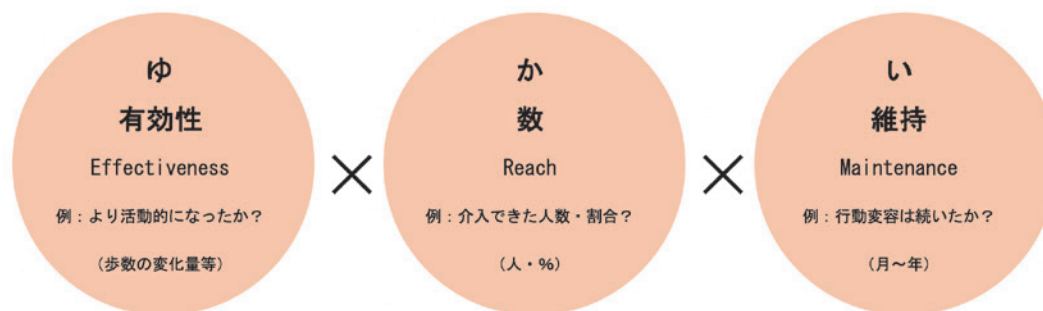 ゆ
有効性
Effectiveness
例：より活動的になったか？
（歩数の変化量等）
×
か
数
Reach
例：介入できた人数・割合？
（人・％）
×
い
維持
Maintenance
例：行動変容は続いたか？
（月～年）